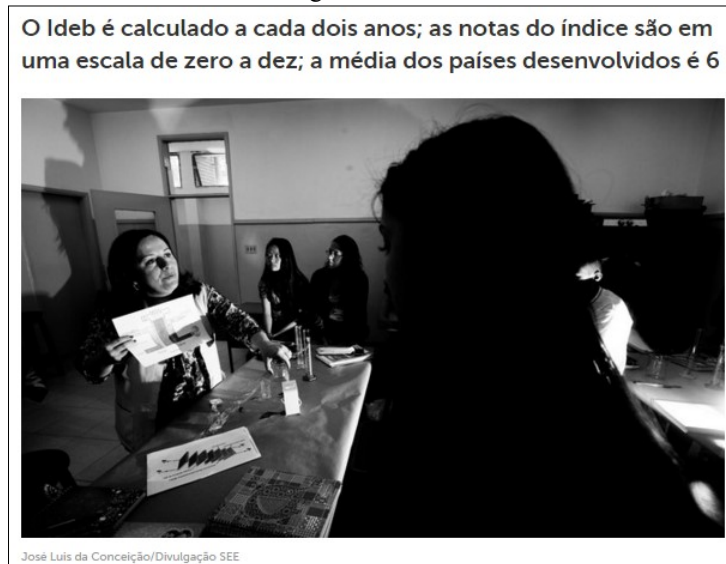 O Ideb é calculado a cada dois anos; as notas do índice são em
uma escala de zero a dez; a média dos países desenvolvidos é 6
José Luis da Conceição/Divulgação SEE